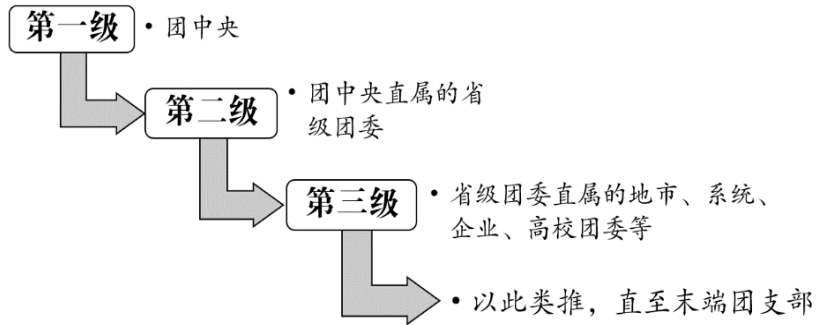 第一级
• 团中央
第二级
• 团中央直属的省
级团委
第三级
• 省级团委直属的地市、系统、
企业、高校团委等
• 以此类推，直至末端团支部